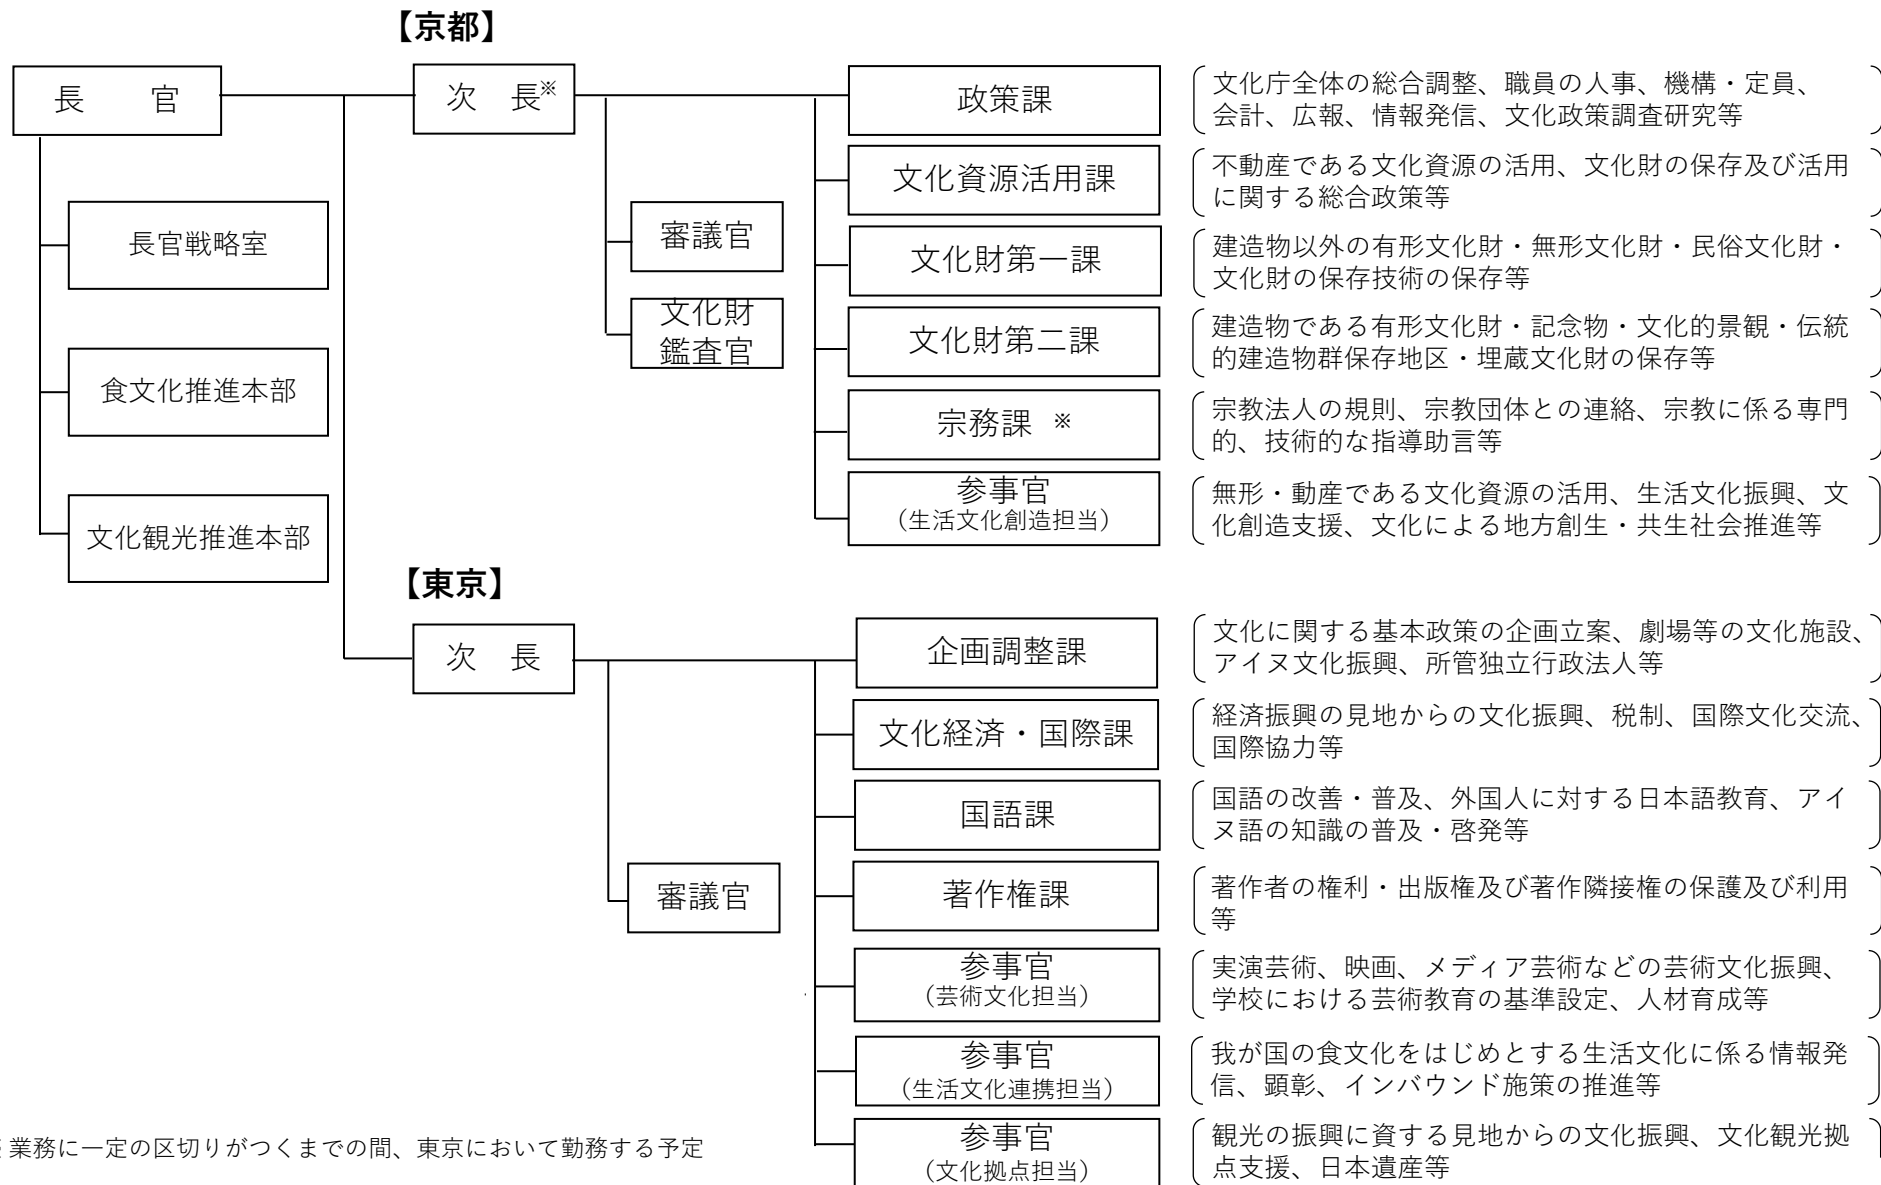 【京都】
長　官
次　長※
政策課
文化庁全体の総合調整、職員の人事、機構・定員、
会計、広報、情報発信、文化政策調査研究等
文化資源活用課
不動産である文化資源の活用、文化財の保存及び活用
に関する総合政策等
長官戦略室
審議官
文化財第一課
建造物以外の有形文化財・無形文化財・民俗文化財・
文化財の保存技術の保存等
文化財
鑑査官
文化財第二課
建造物である有形文化財・記念物・文化的景観・伝統
的建造物群保存地区・埋蔵文化財の保存等
食文化推進本部
宗務課 ※
宗教法人の規則、宗教団体との連絡、宗教に係る専門
的、技術的な指導助言等
文化観光推進本部
参事官
（生活文化創造担当）
無形・動産である文化資源の活用、生活文化振興、文
化創造支援、文化による地方創生・共生社会推進等
【東京】
次　長
企画調整課
文化に関する基本政策の企画立案、劇場等の文化施設、
アイヌ文化振興、所管独立行政法人等
文化経済・国際課
経済振興の見地からの文化振興、税制、国際文化交流、
国際協力等
国語課
国語の改善・普及、外国人に対する日本語教育、アイ
ヌ語の知識の普及・啓発等
審議官
著作権課
著作者の権利・出版権及び著作隣接権の保護及び利用
等
参事官
（芸術文化担当）
実演芸術、映画、メディア芸術などの芸術文化振興、
学校における芸術教育の基準設定、人材育成等
参事官
（生活文化連携担当）
我が国の食文化をはじめとする生活文化に係る情報発
信、顕彰、インバウンド施策の推進等
参事官
（文化拠点担当）
観光の振興に資する見地からの文化振興、文化観光拠
点支援、日本遺産等
業務に一定の区切りがつくまでの間、東京において勤務する予定